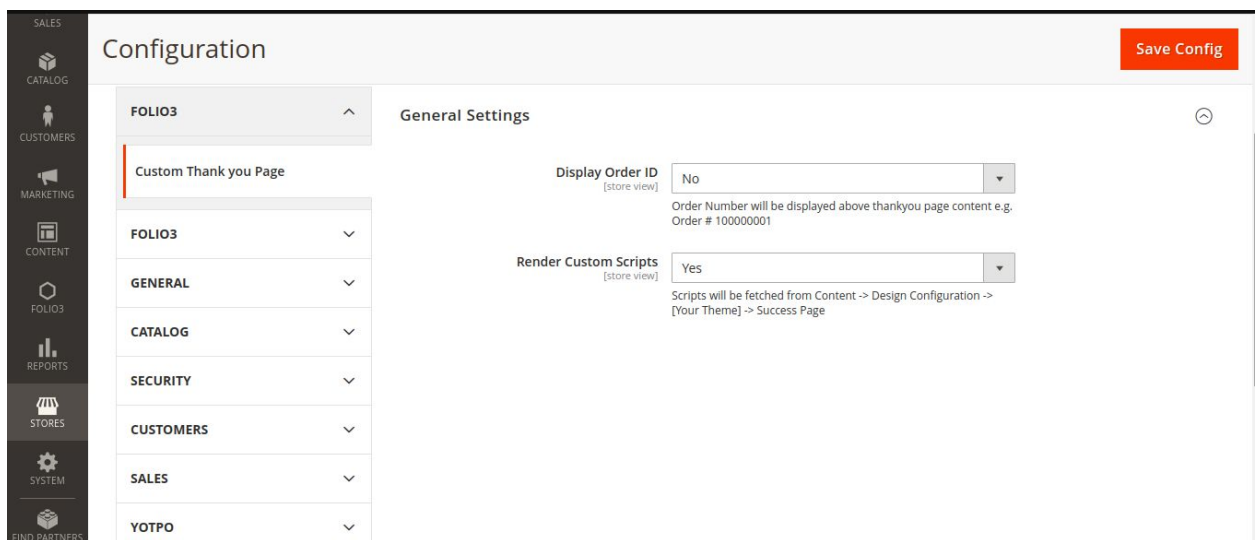 SALES
CATALOG
CUSTOMERS
MARKETING
CONTENT
FOLIO3
REPORTS
STORES
SYSTEM
FIND PARTNERS
Configuration
Save Config
FOLIO3
Custom Thank you Page
FOLIO3
GENERAL
CATALOG
SECURITY
CUSTOMERS
SALES
YOTPO
General Settings
Display Order ID
[store view]
No
Order Number will be displayed above thankyou page content e.g.
Order # 100000001
Render Custom Scripts
[store view]
Yes
Scripts will be fetched from Content -> Design Configuration ->
[Your Theme] -> Success Page